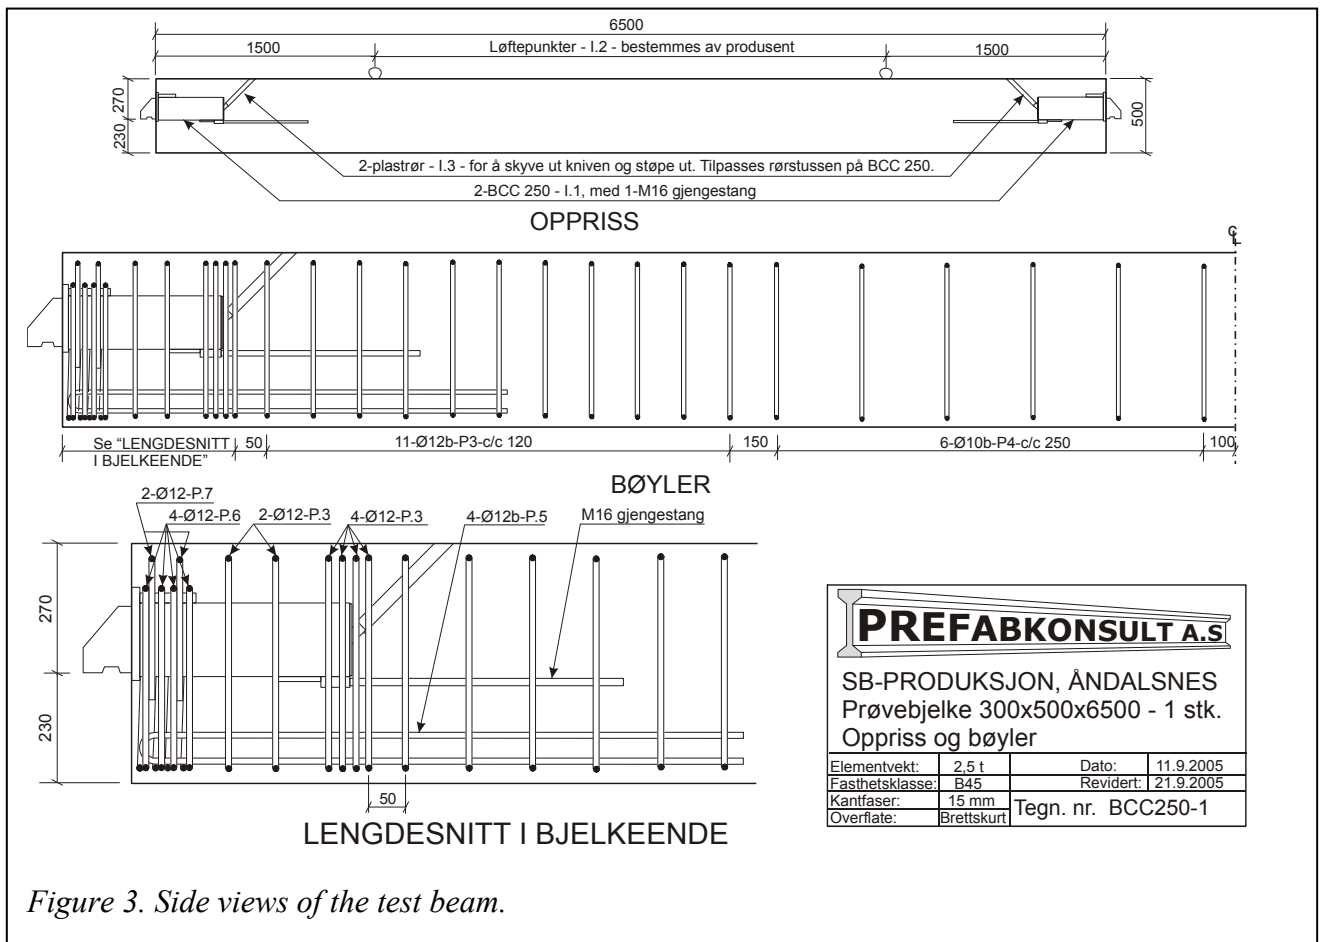 6500
1500
Løftepunkter - I.2 - bestemmes av produsent
1500
270
230
500
2-plastrør - I.3 - for å skyve ut kniven og støpe ut. Tilpasses rørstussen på BCC 250.
2-BCC 250 - I.1, med 1-M16 gjengestang
OPPRISS
℄
Se "LENGDESNITT
I BJELKEENDE"
50
11-Ø12b-P3-c/c 120
150
6-Ø10b-P4-c/c 250
100
BØYLER
2-Ø12-P.7
4-Ø12-P.6
2-Ø12-P.3
4-Ø12-P.3
4-Ø12b-P.5
M16 gjengestang
270
230
50
LENGDESNITT I BJELKEENDE
PREFABKONSULT A.S
SB-PRODUKSJON, ÅNDALSNES
Prøvebjelke 300x500x6500 - 1 stk.
Oppriss og bøyler
Elementvekt: 2,5 t Dato: 11.9.2005
Fasthetsklasse: B45 Revidert: 21.9.2005
Kantfaser: 15 mm Tegn. nr. BCC250-1
Overflate: Brettskurt
Figure 3. Side views of the test beam.